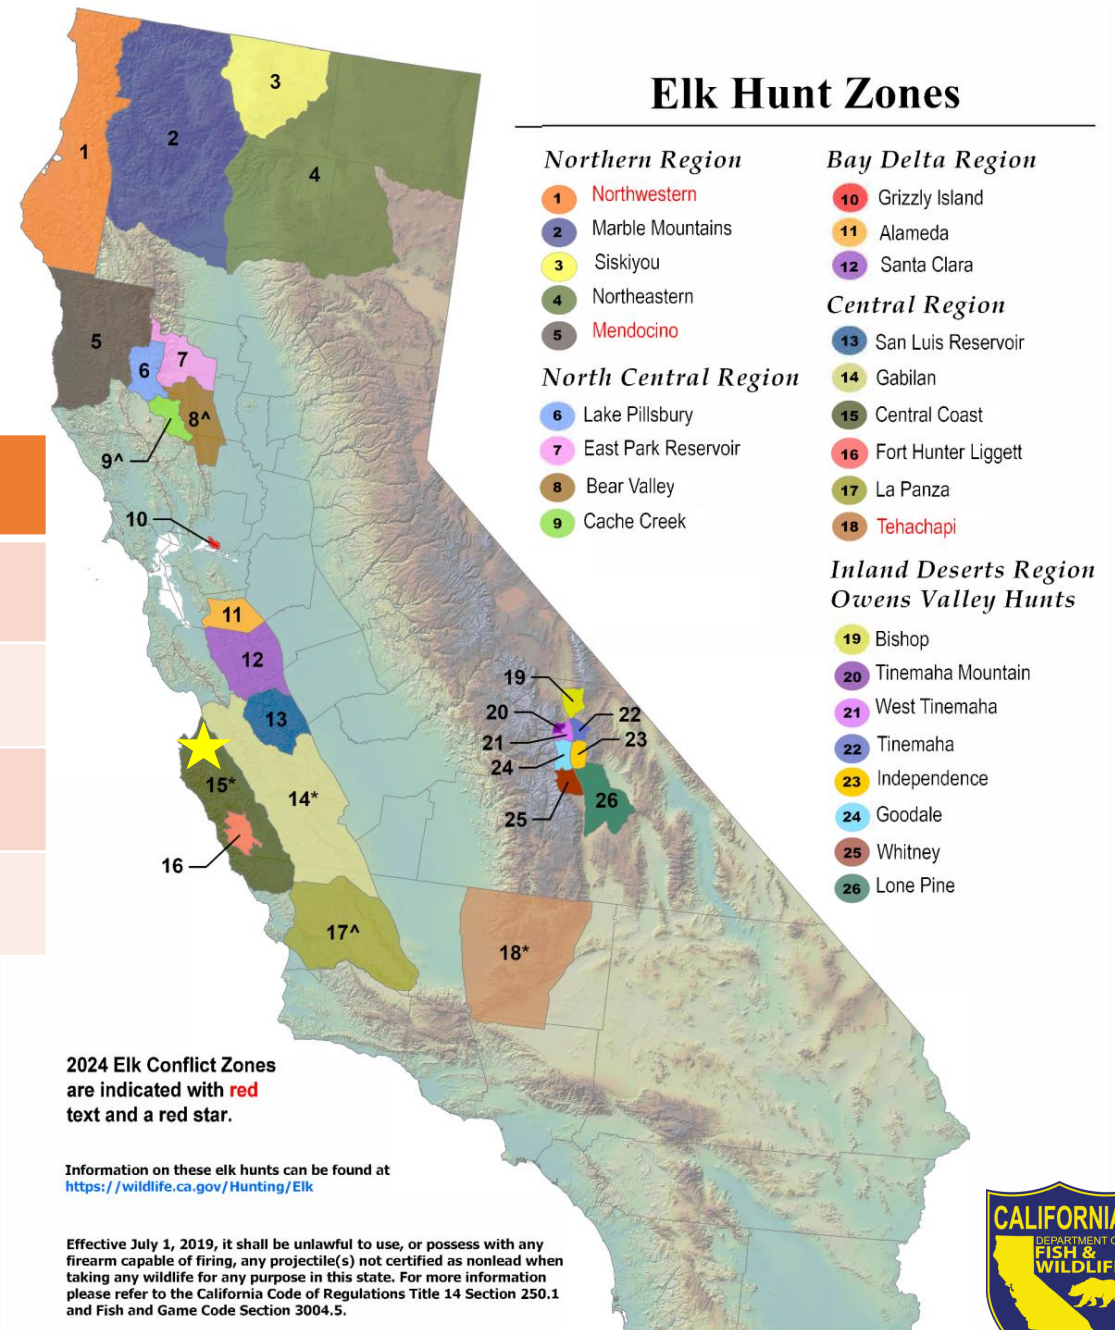 Elk Hunt Zones
Northern Region
1 Northwestern
2 Marble Mountains
3 Siskiyou
4 Northeastern
5 Mendocino
North Central Region
6 Lake Pillsbury
7 East Park Reservoir
8 Bear Valley
9 Cache Creek
Bay Delta Region
10 Grizzly Island
11 Alameda
12 Santa Clara
Central Region
13 San Luis Reservoir
14 Gabilan
15 Central Coast
16 Fort Hunter Liggett
17 La Panza
18 Tehachapi
Inland Deserts Region
Owens Valley Hunts
19 Bishop
20 Tinemaha Mountain
21 West Tinemaha
22 Tinemaha
23 Independence
24 Goodale
25 Whitney
26 Lone Pine
1
2
3
4
5
6
7
8^
9^
10
11
12
13
14*
15*
16
17^
18*
19
20
21
22
23
24
25
26
2024 Elk Conflict Zones
are indicated with red
text and a red star.
Information on these elk hunts can be found at
https://wildlife.ca.gov/Hunting/Elk
Effective July 1, 2019, it shall be unlawful to use, or possess with any
firearm capable of firing, any projectile(s) not certified as nonlead when
taking any wildlife for any purpose in this state. For more information
please refer to the California Code of Regulations Title 14 Section 250.1
and Fish and Game Code Section 3004.5.
CALIFORNIA
DEPARTMENT O
FISH &
WILDLIF